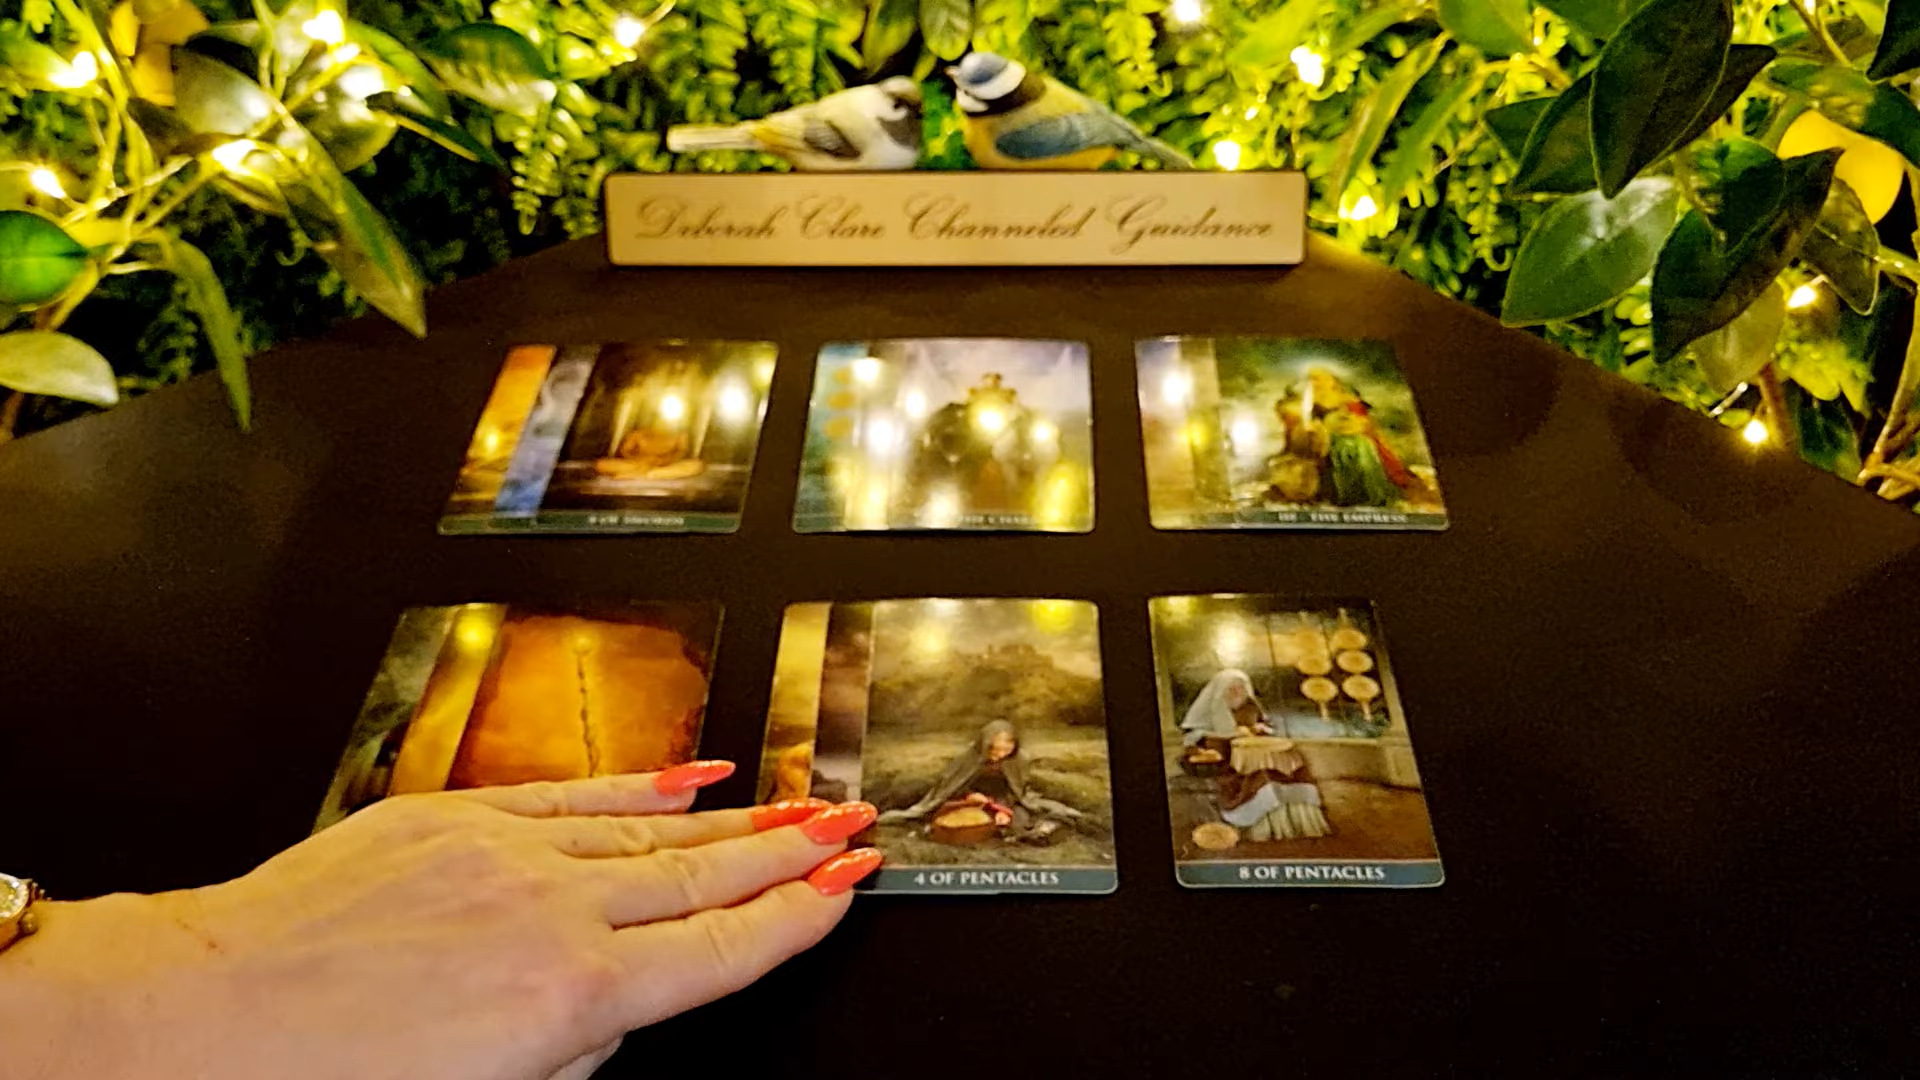 Deborah Clare Channeled Guidance
III - THE EMPRESS
4 OF PENTACLES
8 OF PENTACLES